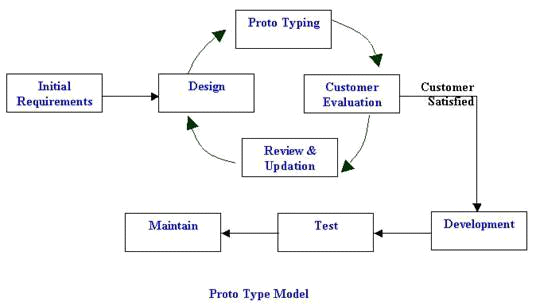 Proto Typing
Initial
Requirements
Design
Customer
Evaluation
Customer
Satisfied
Review &
Updation
Maintain
Test
Development
Proto Type Model